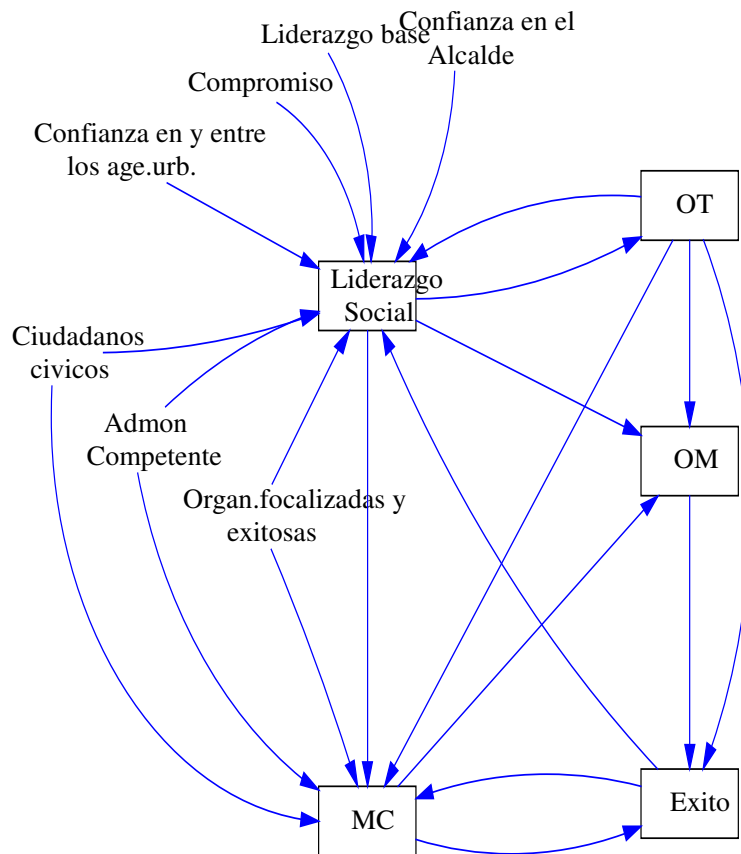 Liderazgo base
Confianza en el
Alcalde
Compromiso
Confianza en y entre
los age.urb.
OT
Liderazgo
Social
Ciudadanos
civicos
Admon
Competente
OM
Organ.focalizadas y
exitosas
Exito
MC